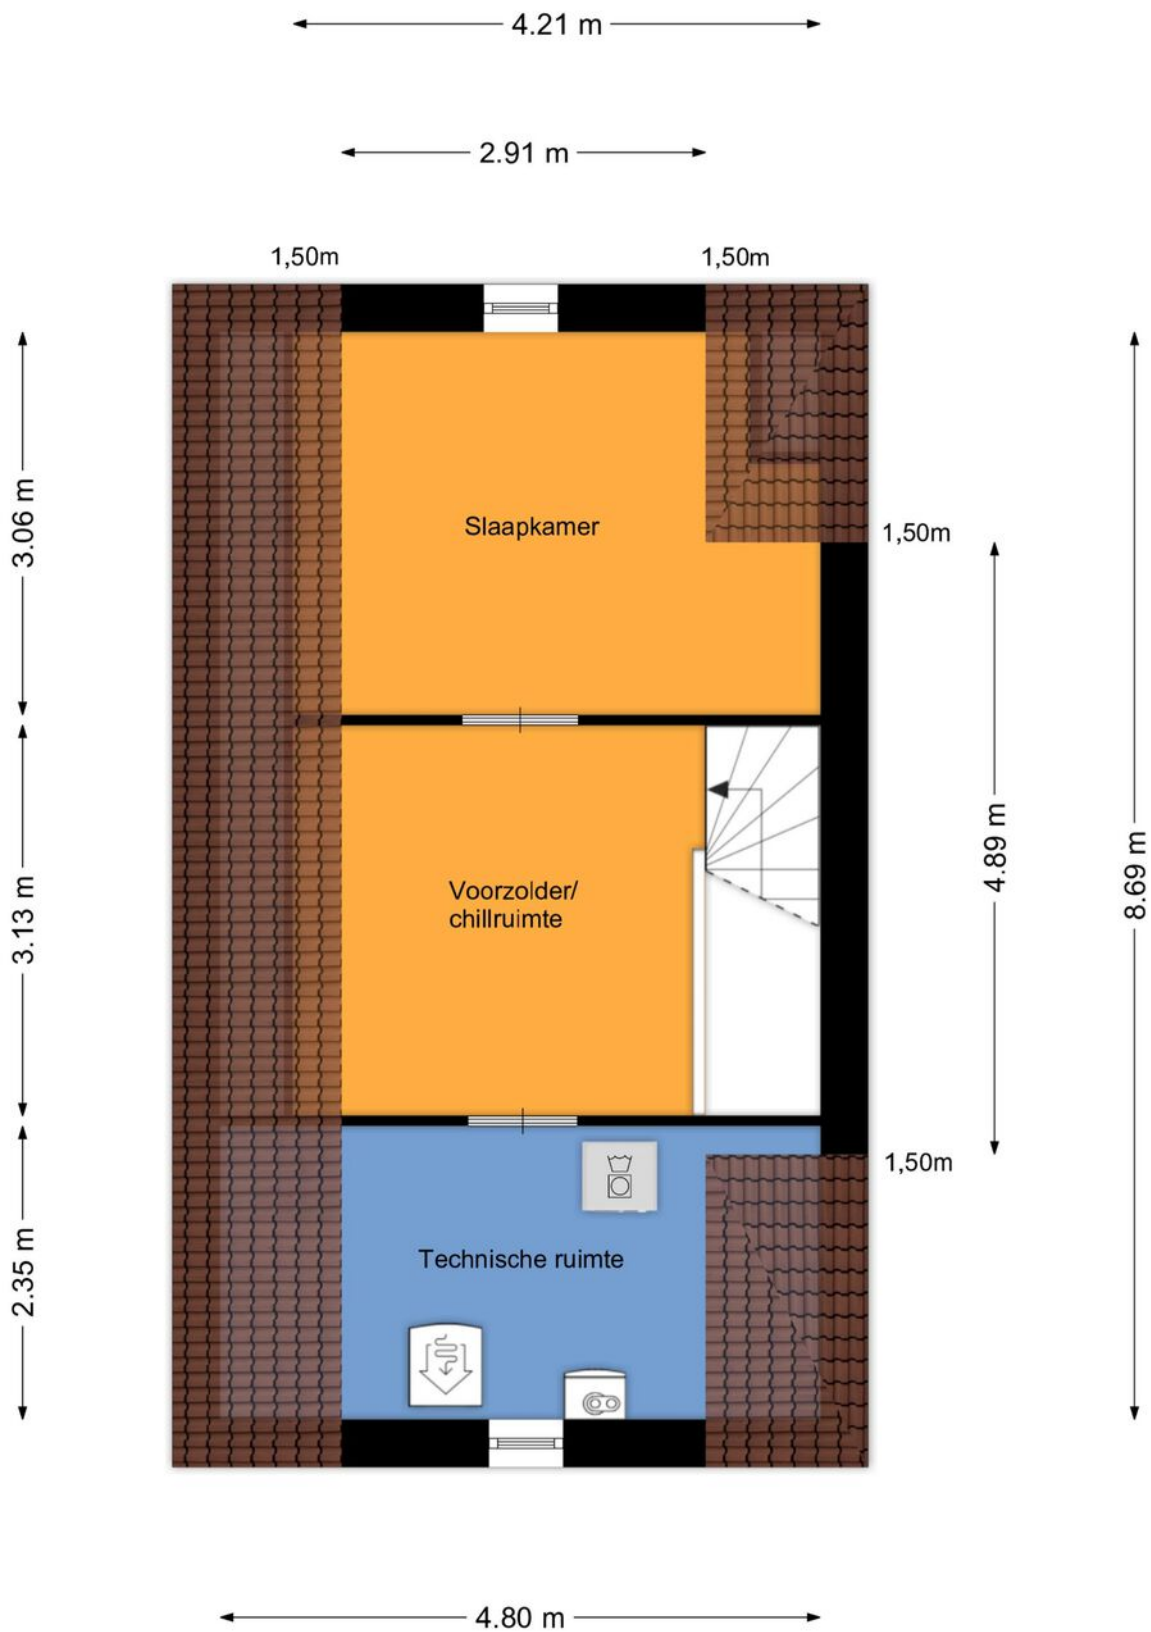 4.21 m
2.91 m
1,50m
1,50m
3.06 m
Slaapkamer
1,50m
4.89 m
8.69 m
3.13 m
Voorzolder/
chillruimte
1,50m
2.35 m
Technische ruimte
4.80 m